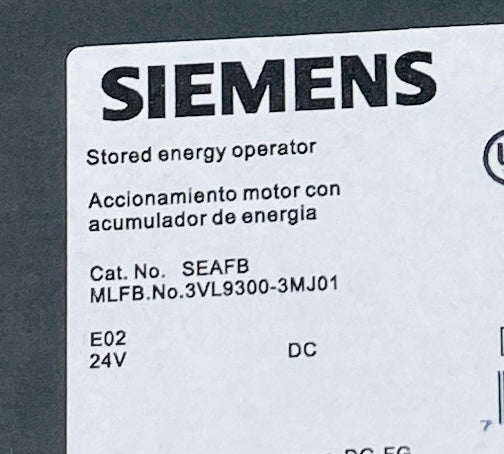 SIEMENS
Stored energy operator
Accionamiento motor con
acumulador de energia
Cat. No. SEAFB
MLFB.No.3VL9300-3MJ01
E02
24V DC
7